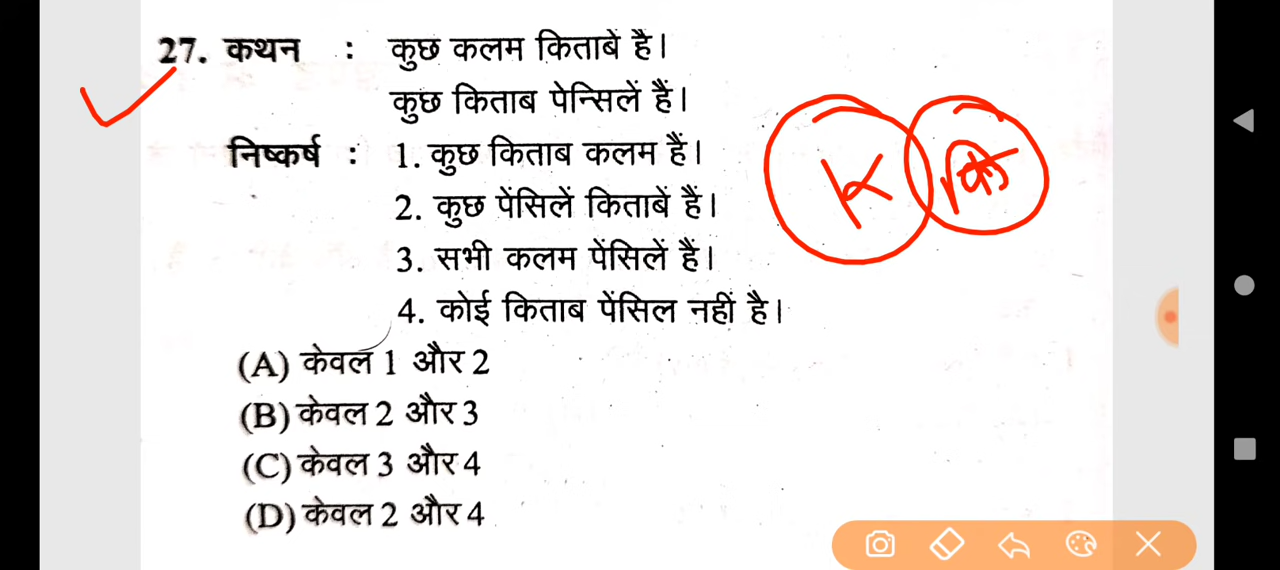 27. कथन : कुछ कलम किताबें है।
कुछ किताब पेन्सिलें हैं।
निष्कर्ष : 1. कुछ किताब कलम हैं।
2. कुछ पेंसिलें किताबें हैं।
3. सभी कलम पेंसिलें हैं।
4. कोई किताब पेंसिल नहीं है।
(A) केवल 1 और 2
(B) केवल 2 और 3
(C) केवल 3 और 4
(D) केवल 2 और 4
K